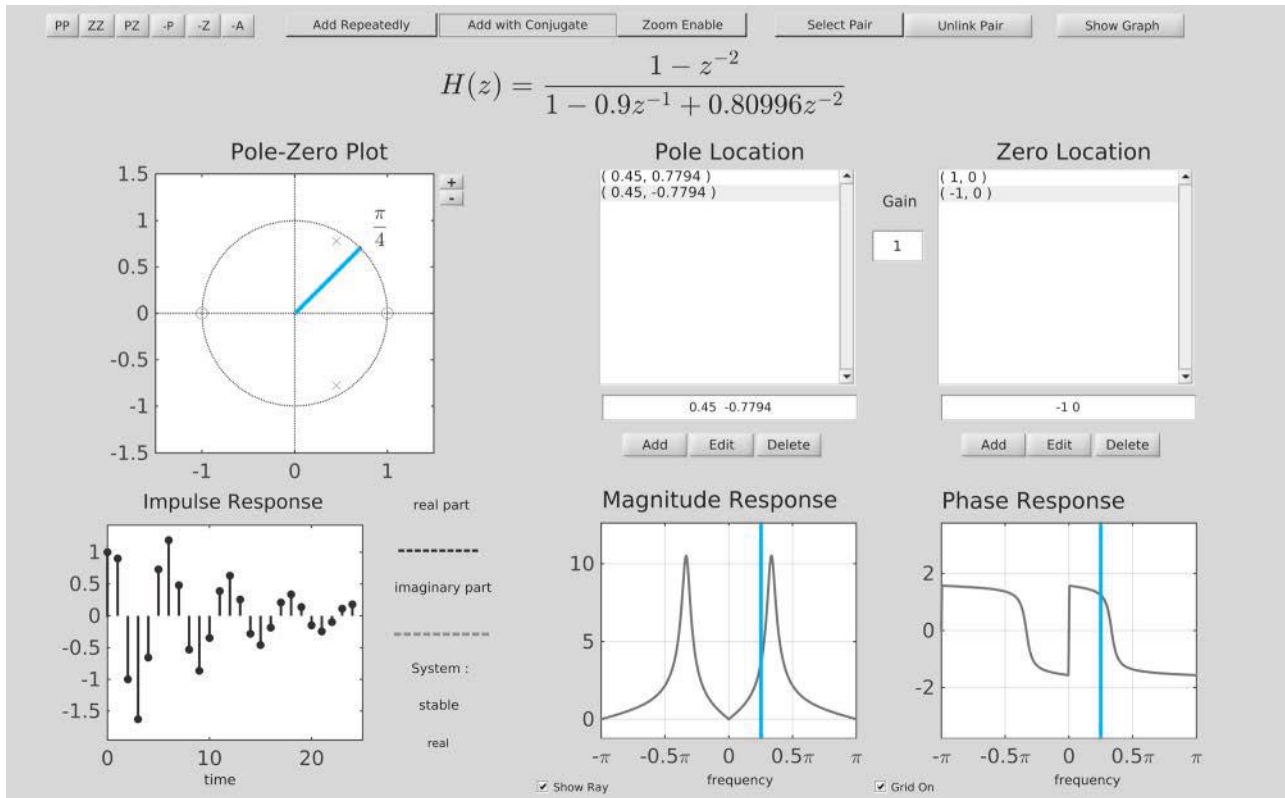 PP ZZ PZ -P -Z -A Add Repeatedly Add with Conjugate Zoom Enable Select Pair Unlink Pair Show Graph
H(z) = \frac{1 - z^{-2}}{1 - 0.9z^{-1} + 0.80996z^{-2}}
Pole-Zero Plot
1.5
1
0.5
0
-0.5
-1
-1.5
-1 0 1
π/4
+
-
Pole Location
( 0.45, 0.7794 )
( 0.45, -0.7794 )
0.45 -0.7794
Add Edit Delete
Gain
1
Zero Location
( 1, 0 )
( -1, 0 )
-1 0
Add Edit Delete
Impulse Response
1
0.5
0
-0.5
-1
-1.5
0 10 20
time
real part
imaginary part
System :
stable
real
Magnitude Response
10
5
0
-π -0.5π 0 0.5π π
frequency
Show Ray
Phase Response
2
0
-2
-π -0.5π 0 0.5π π
frequency
Grid On